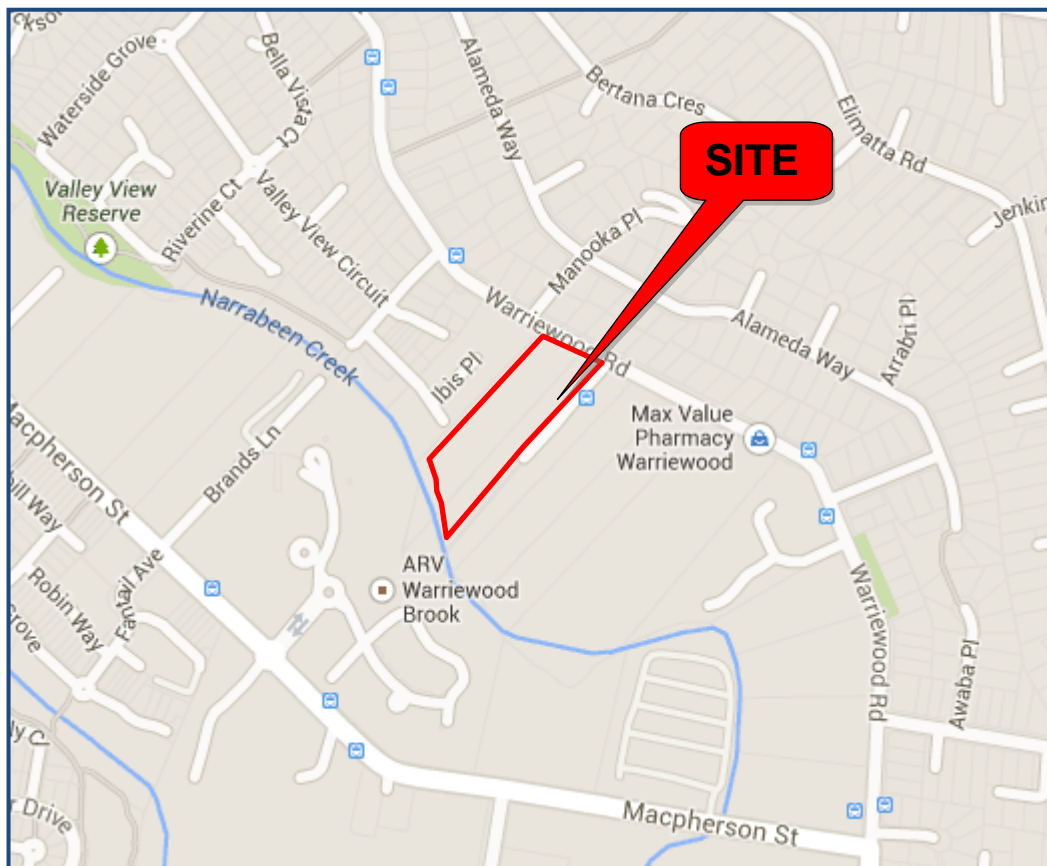 Waterside Grove
Bella Vista Ct
Alameda Way
Bertana Cres
Elimatta Rd
SITE
Valley View
Reserve
Riverine Ct
Valley View Circuit
Manooka Pl
Narrabeen Creek
Warriewood Rd
Alameda Way
Arrabri Pl
Ibis Pl
Max Value
Pharmacy
Warriewood
Macpherson St
Brands Ln
ARV
Warriewood
Brook
Robin Way
Fantail Ave
Warriewood Rd
Awaba Pl
Macpherson St
Way
Grove
Drive